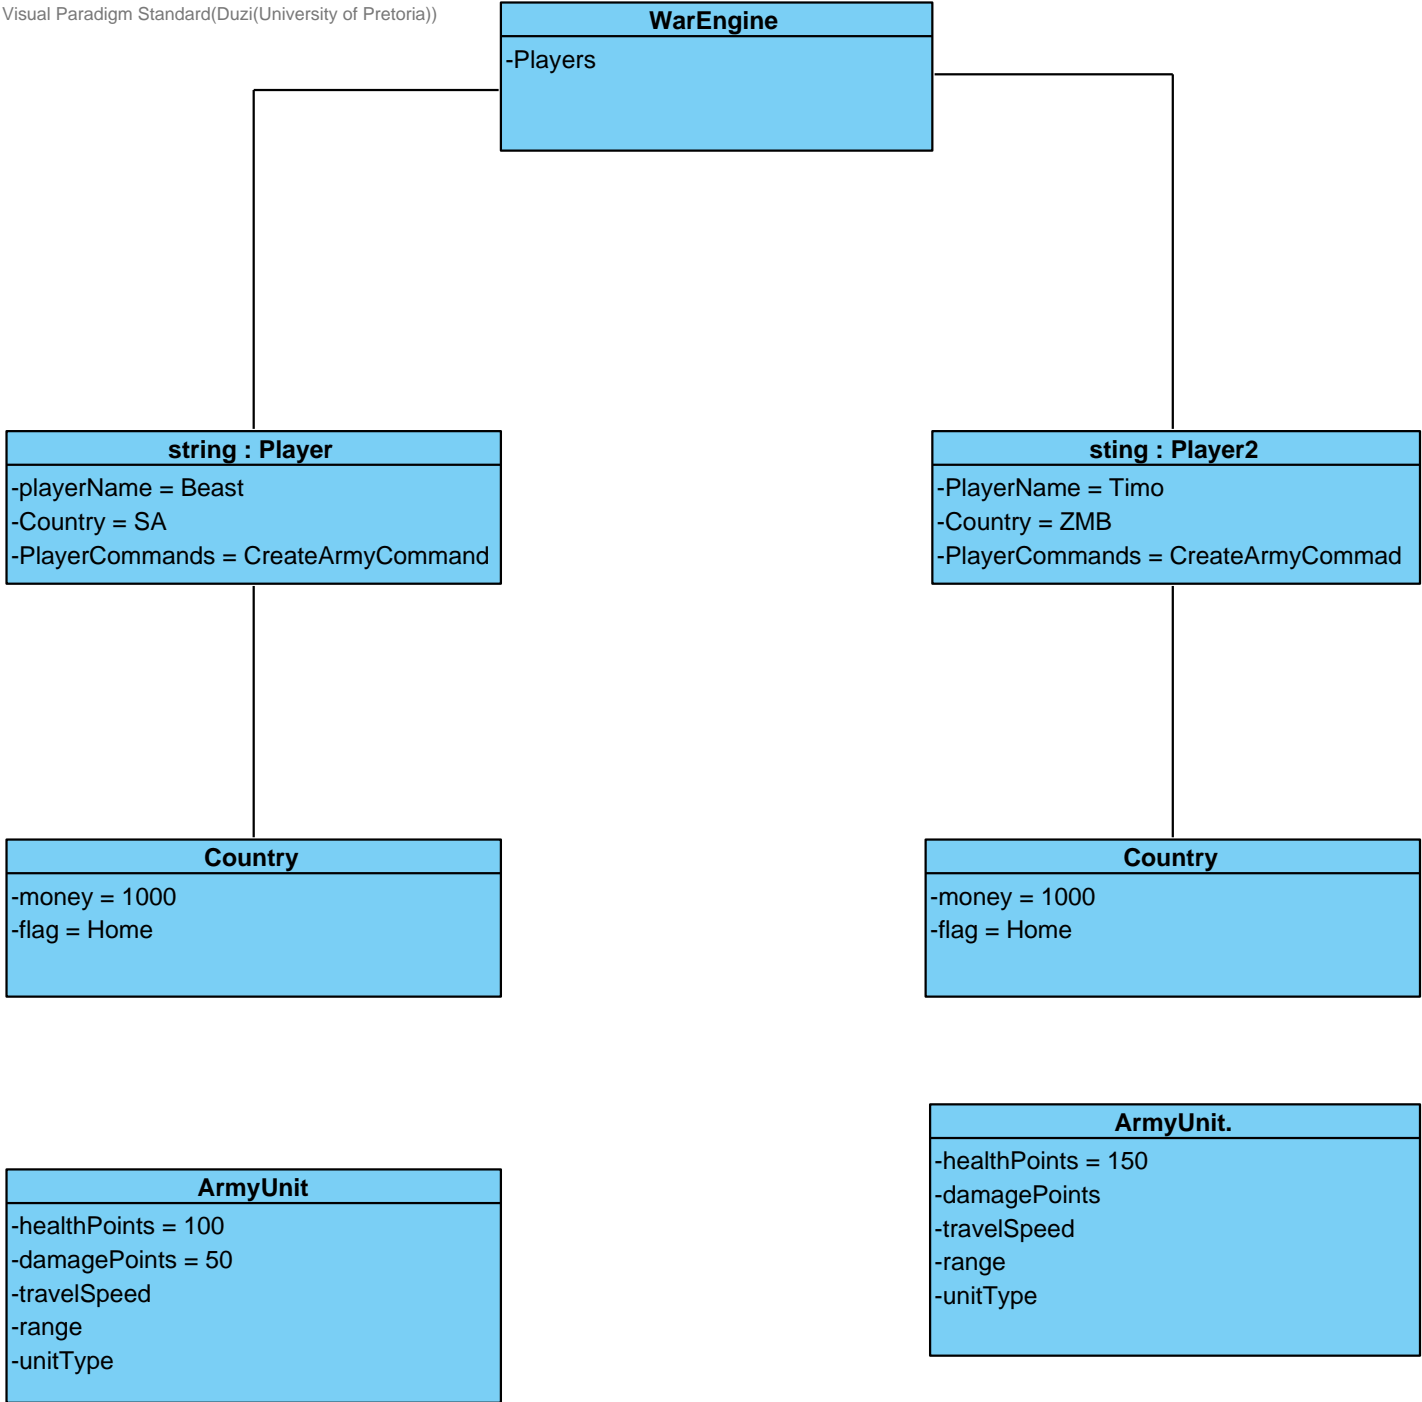 Visual Paradigm Standard(Duzi(University of Pretoria))
WarEngine
-Players
string : Player
-playerName = Beast
-Country = SA
-PlayerCommands = CreateArmyCommand
sting : Player2
-PlayerName = Timo
-Country = ZMB
-PlayerCommands = CreateArmyCommad
Country
-money = 1000
-flag = Home
Country
-money = 1000
-flag = Home
ArmyUnit
-healthPoints = 100
-damagePoints = 50
-travelSpeed
-range
-unitType
ArmyUnit.
-healthPoints = 150
-damagePoints
-travelSpeed
-range
-unitType